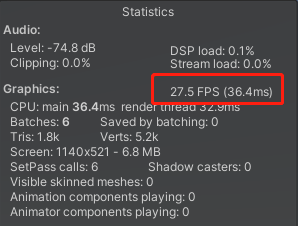 Statistics
Audio:
Level: -74.8 dB DSP load: 0.1%
Clipping: 0.0% Stream load: 0.0%
Graphics: 27.5 FPS (36.4ms)
CPU: main 36.4ms render thread 32.9ms
Batches: 6 Saved by batching: 0
Tris: 1.8k Verts: 5.2k
Screen: 1140x521 - 6.8 MB
SetPass calls: 6 Shadow casters: 0
Visible skinned meshes: 0
Animation components playing: 0
Animator components playing: 0